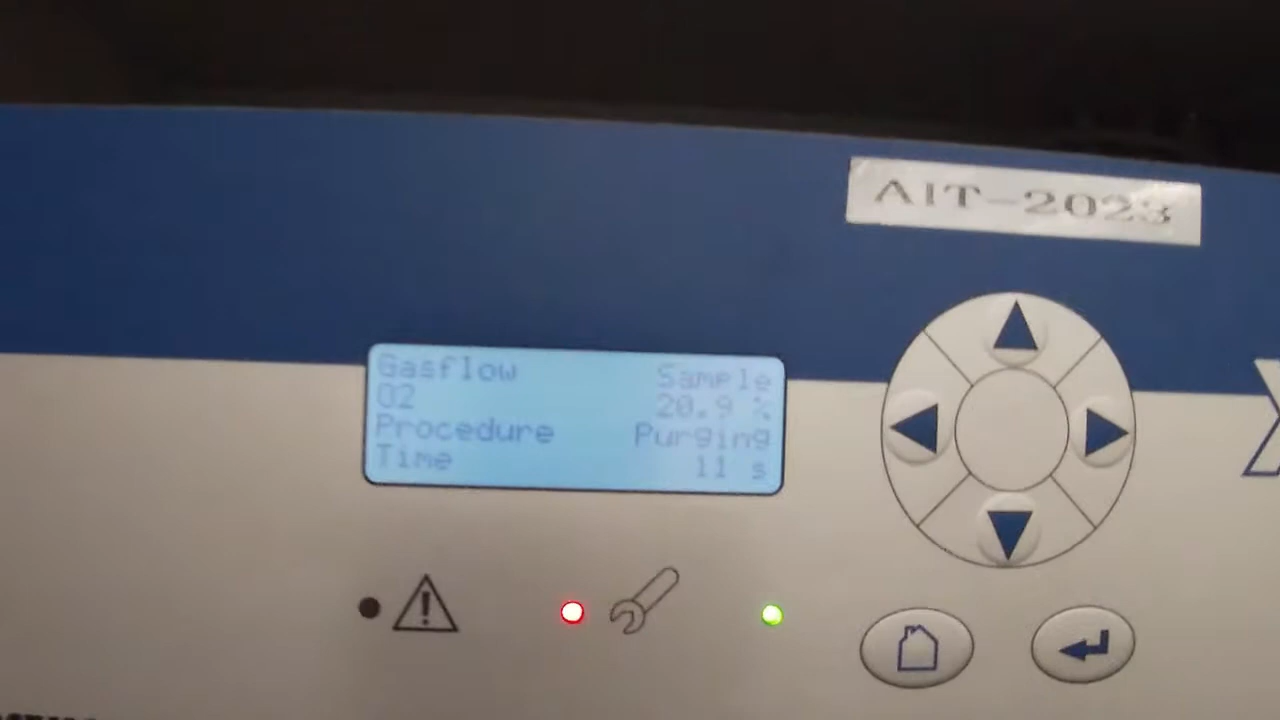 AIT-2023
Gasflow Sample
O2 20.9 %
Procedure Purging
Time 11 s